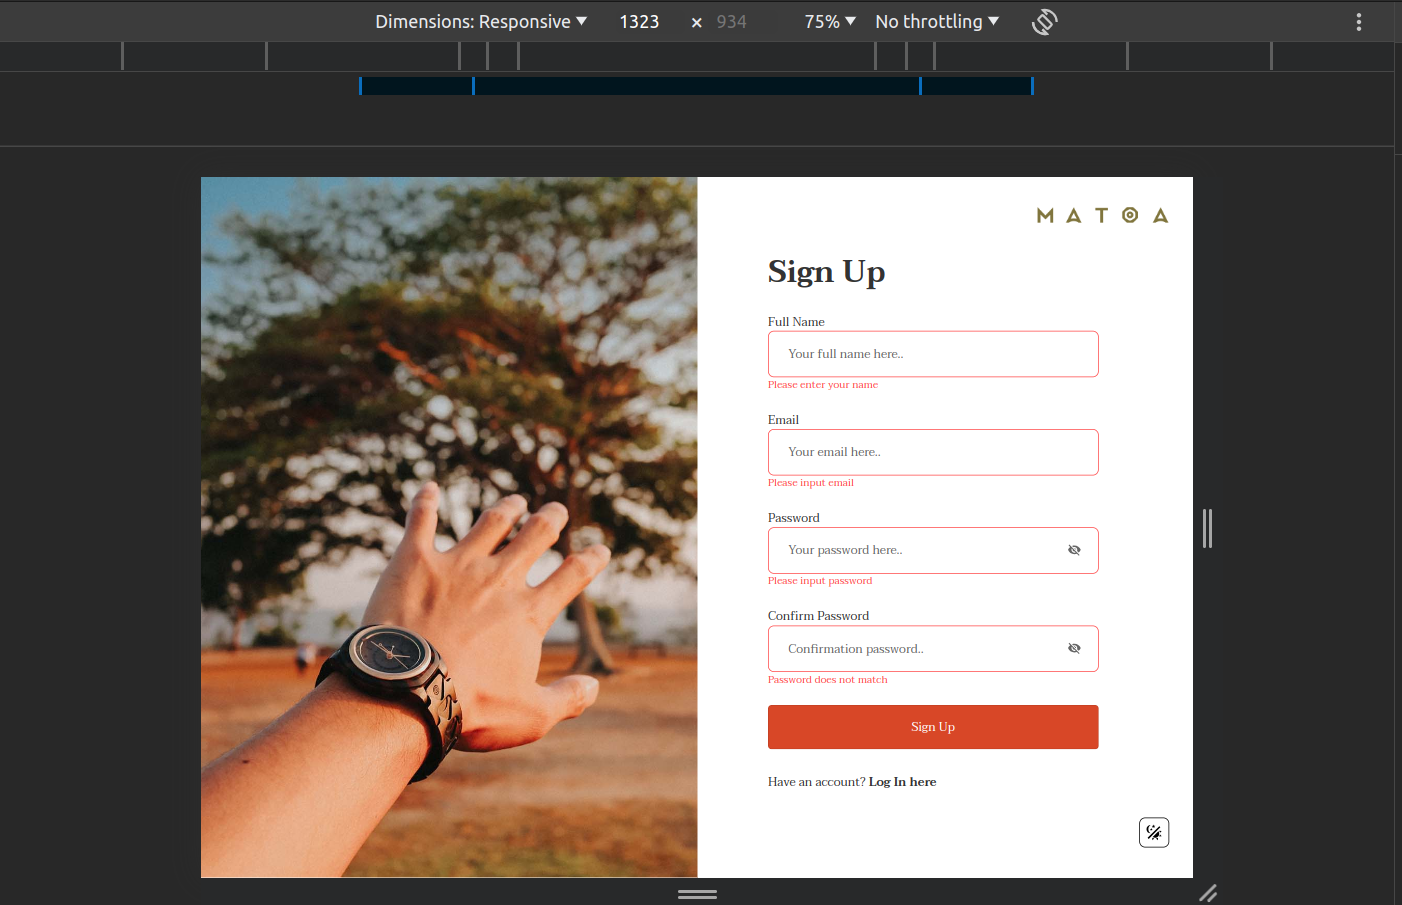 Dimensions: Responsive ▼ 1323 × 934 75% ▼ No throttling ▼
MATOA
Sign Up
Full Name
Your full name here..
Please enter your name
Email
Your email here..
Please input email
Password
Your password here..
Please input password
Confirm Password
Confirmation password..
Password does not match
Sign Up
Have an account? Log In here